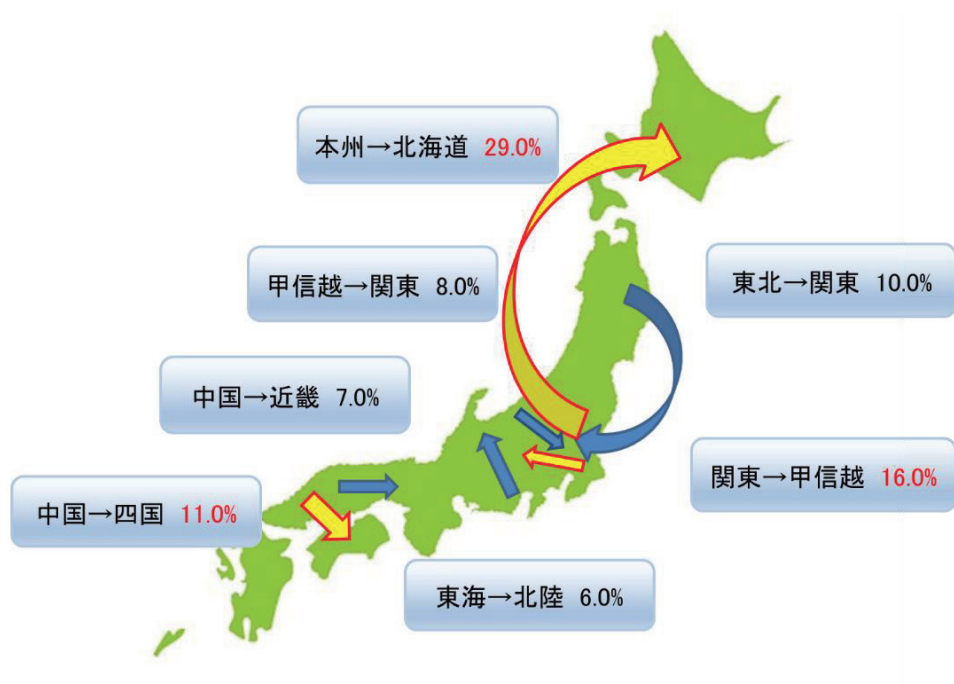 本州→北海道 29.0%
甲信越→関東 8.0%
東北→関東 10.0%
中国→近畿 7.0%
関東→甲信越 16.0%
中国→四国 11.0%
東海→北陸 6.0%